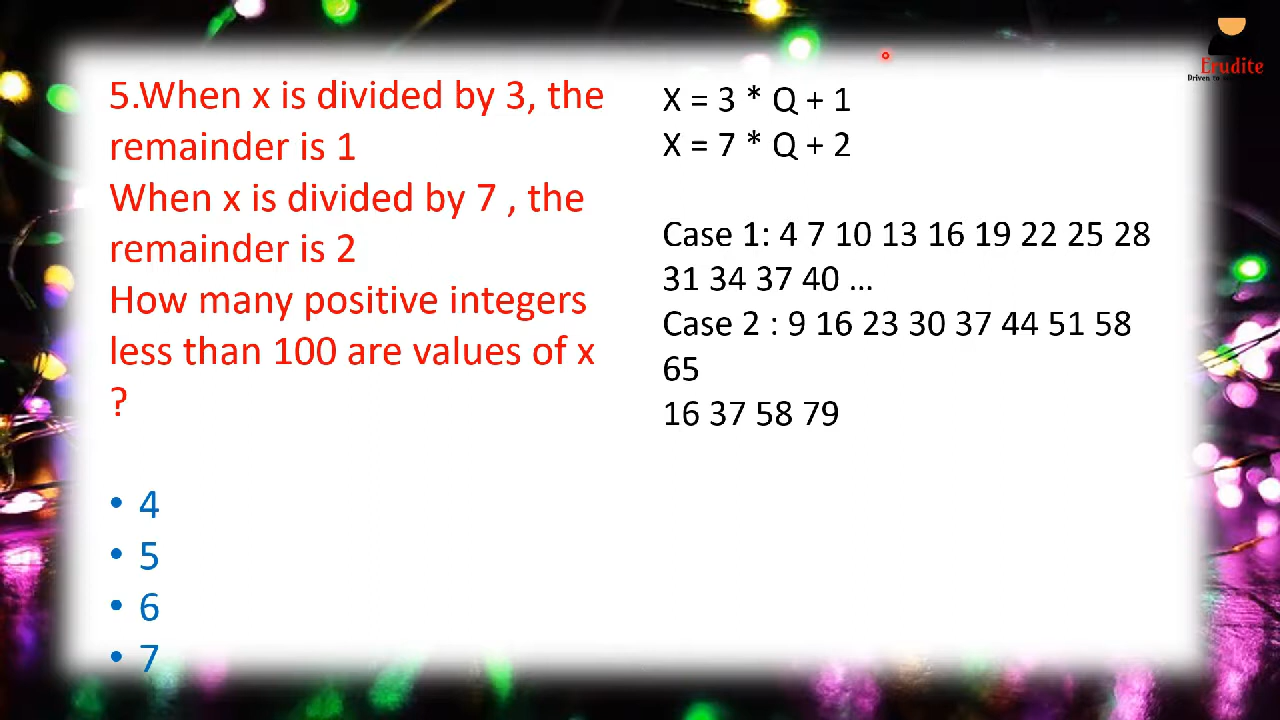 5.When x is divided by 3, the
remainder is 1
When x is divided by 7 , the
remainder is 2
How many positive integers
less than 100 are values of x
?
• 4
• 5
• 6
• 7
X = 3 * Q + 1
X = 7 * Q + 2
Case 1: 4 7 10 13 16 19 22 25 28
31 34 37 40 ...
Case 2 : 9 16 23 30 37 44 51 58
65
16 37 58 79
Erudite
Driven to